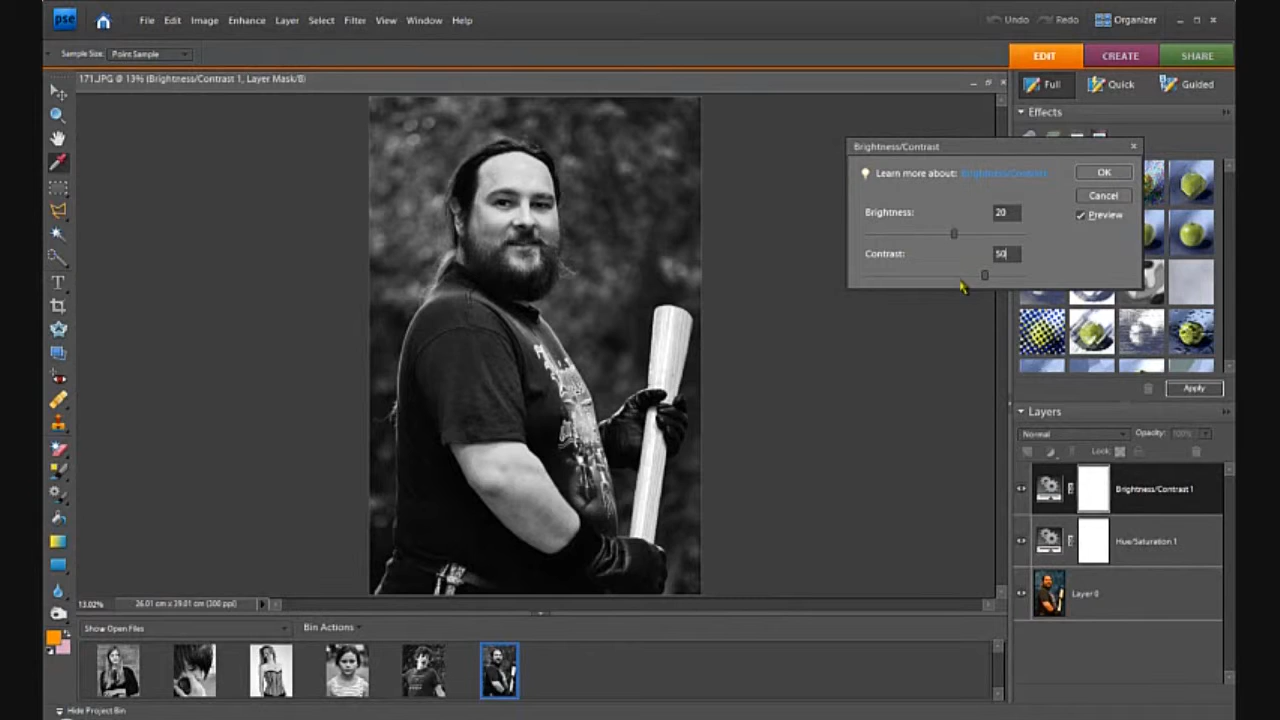 pse File Edit Image Enhance Layer Select Filter View Window Help Undo Redo Organizer
Sample Size: Point Sample
EDIT CREATE SHARE
171.JPG @ 13% (Brightness/Contrast 1, Layer Mask/8)
Full Quick Guided
Effects
Brightness/Contrast
Learn more about: Brightness/Contrast
OK
Cancel
Brightness: 20
Preview
Contrast: 50
Apply
Layers
Normal Opacity: 100%
Lock:
Brightness/Contrast 1
Hue/Saturation 1
Layer 0
13.02% 26.01 cm x 39.01 cm (300 ppi)
Show Open Files Bin Actions
Hide Project Bin